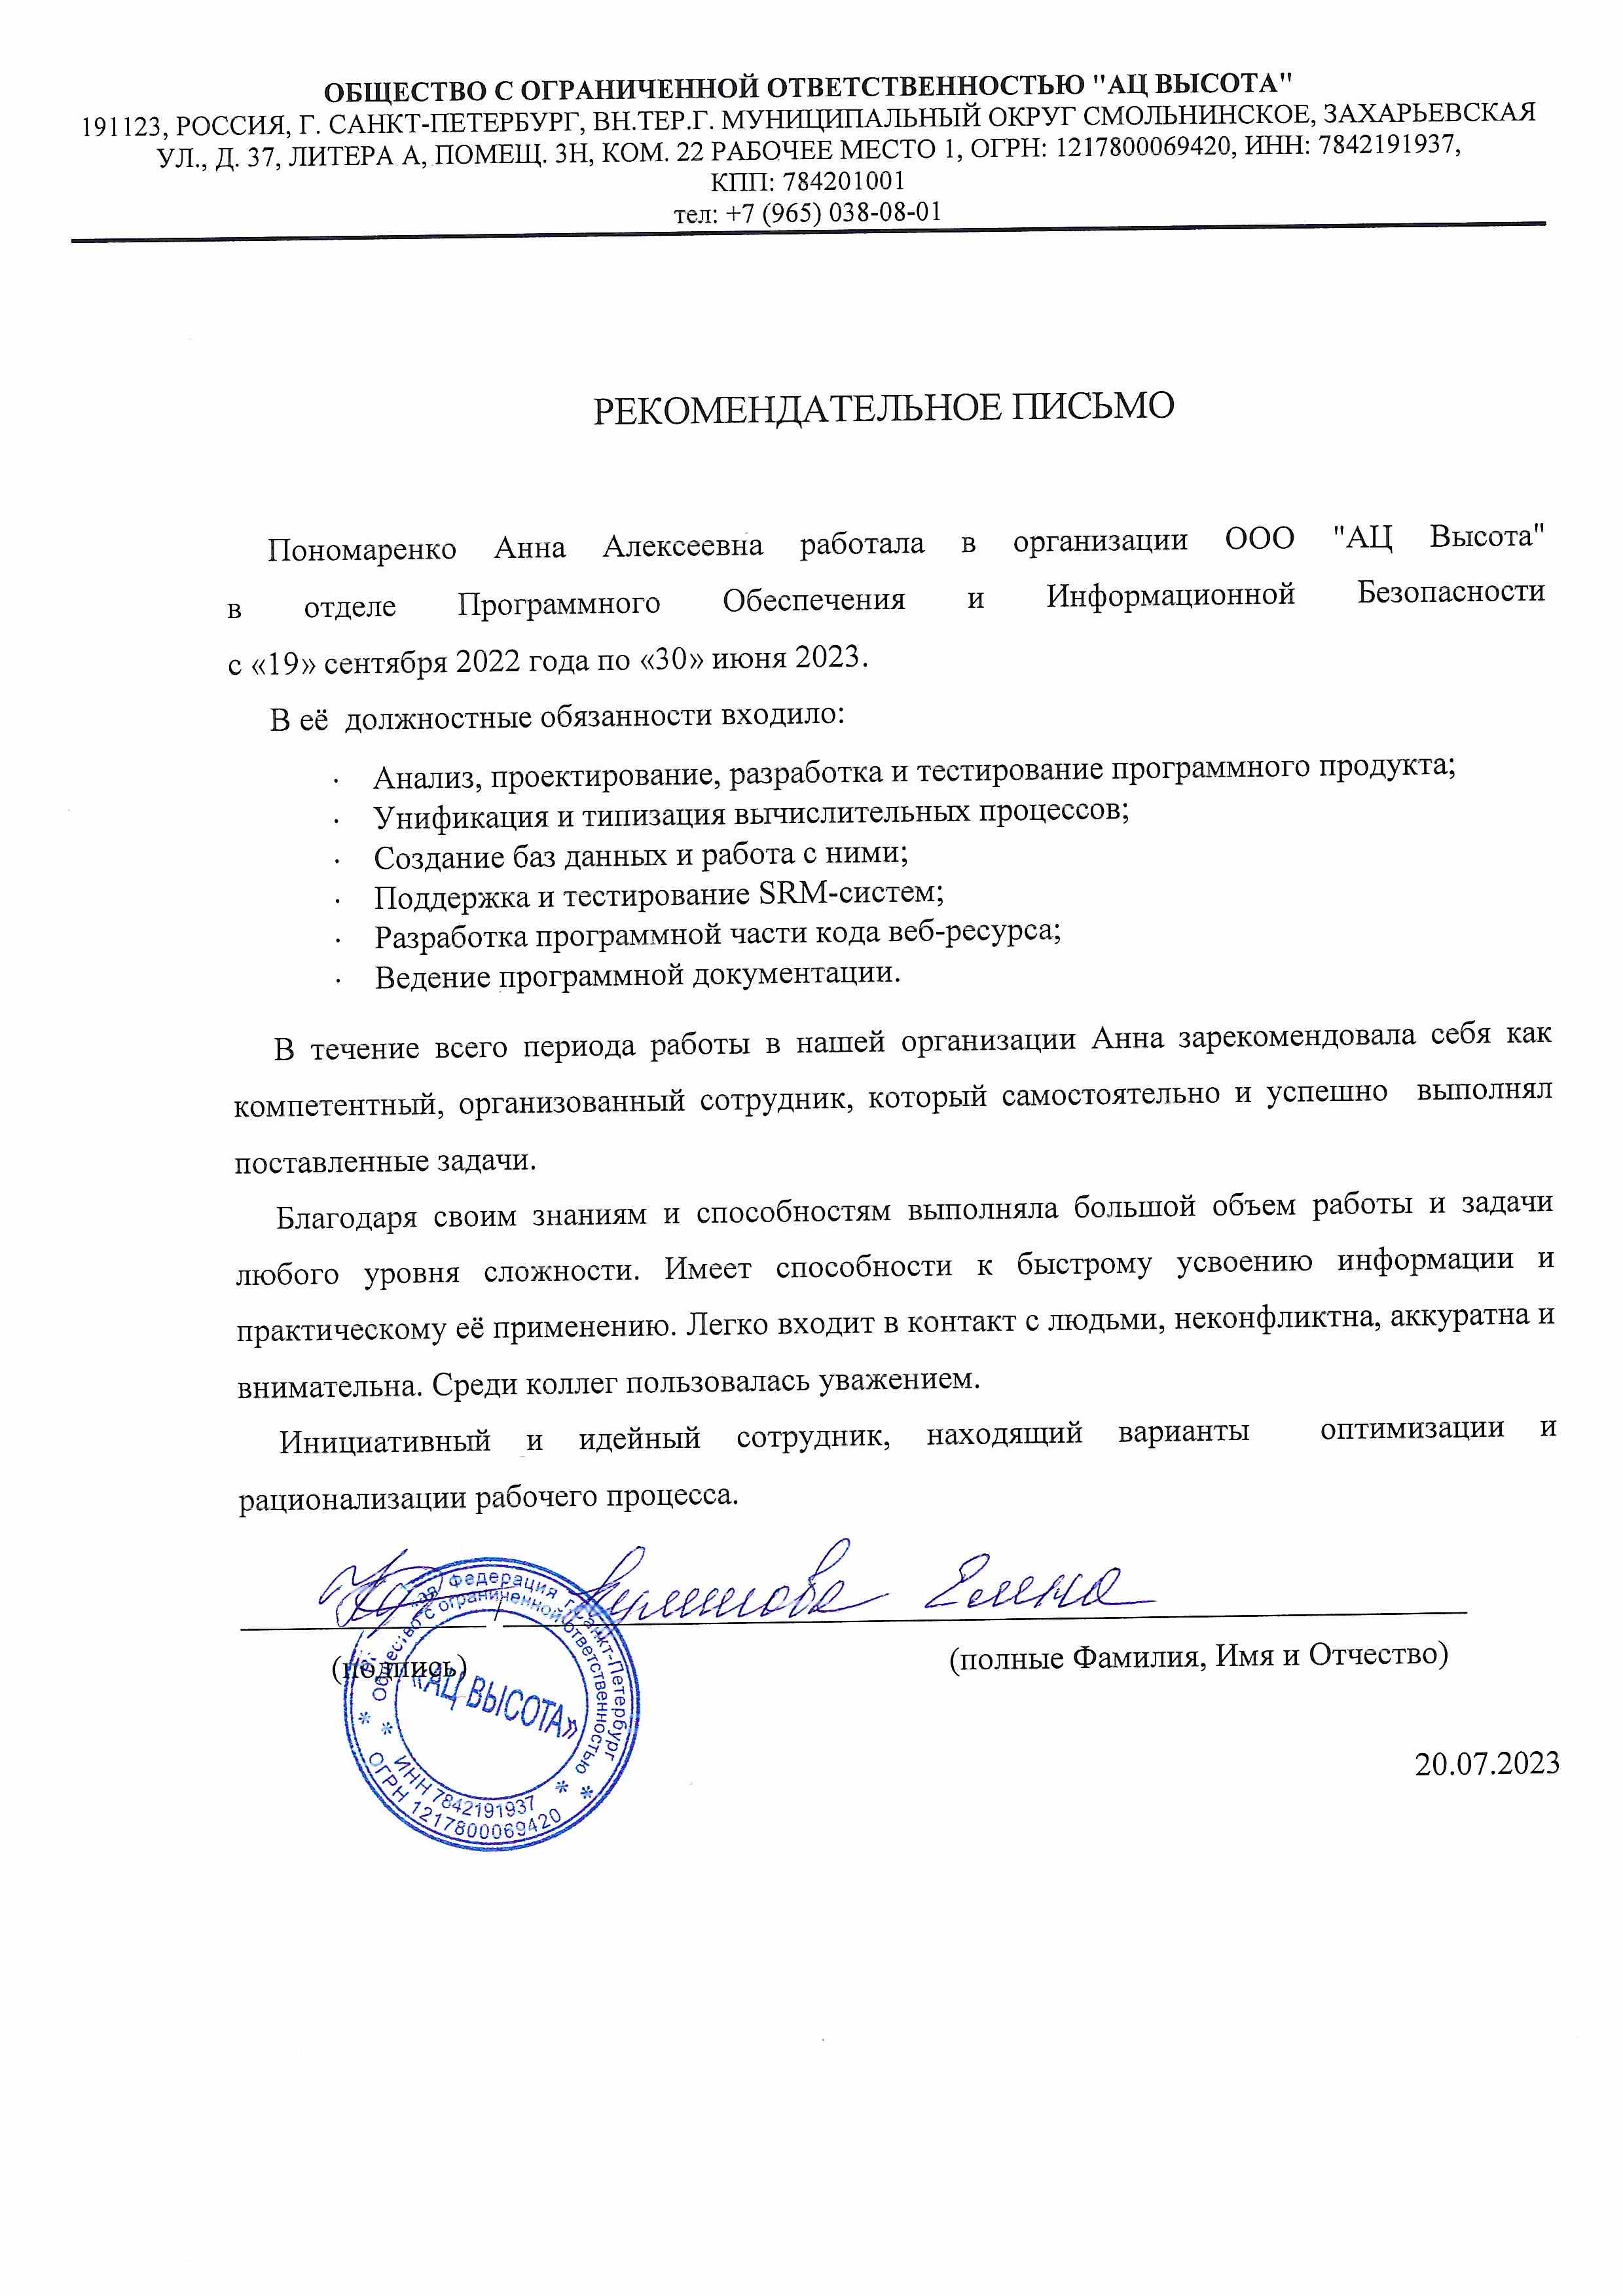 ОБЩЕСТВО С ОГРАНИЧЕННОЙ ОТВЕТСТВЕННОСТЬЮ "АЦ ВЫСОТА"
191123, РОССИЯ, Г. САНКТ-ПЕТЕРБУРГ, ВН.ТЕР.Г. МУНИЦИПАЛЬНЫЙ ОКРУГ СМОЛЬНИНСКОЕ, ЗАХАРЬЕВСКАЯ
УЛ., Д. 37, ЛИТЕРА А, ПОМЕЩ. 3Н, КОМ. 22 РАБОЧЕЕ МЕСТО 1, ОГРН: 1217800069420, ИНН: 7842191937,
КПП: 784201001
тел: +7 (965) 038-08-01
РЕКОМЕНДАТЕЛЬНОЕ ПИСЬМО
Пономаренко Анна Алексеевна работала в организации ООО "АЦ Высота"
в отделе Программного Обеспечения и Информационной Безопасности
с «19» сентября 2022 года по «30» июня 2023.
В её должностные обязанности входило:
· Анализ, проектирование, разработка и тестирование программного продукта;
· Унификация и типизация вычислительных процессов;
· Создание баз данных и работа с ними;
· Поддержка и тестирование SRM-систем;
· Разработка программной части кода веб-ресурса;
· Ведение программной документации.
В течение всего периода работы в нашей организации Анна зарекомендовала себя как
компетентный, организованный сотрудник, который самостоятельно и успешно выполнял
поставленные задачи.
Благодаря своим знаниям и способностям выполняла большой объем работы и задачи
любого уровня сложности. Имеет способности к быстрому усвоению информации и
практическому её применению. Легко входит в контакт с людьми, неконфликтна, аккуратна и
внимательна. Среди коллег пользовалась уважением.
Инициативный и идейный сотрудник, находящий варианты оптимизации и
рационализации рабочего процесса.
/ Елена
(подпись) (полные Фамилия, Имя и Отчество)
Федерация г. Санкт-Петербург
Общество с ограниченной ответственностью
«АЦ ВЫСОТА»
ИНН 7842191937
ОГРН 1217800069420
20.07.2023